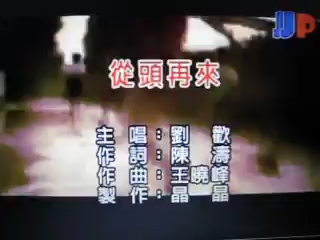 JJP
從頭再來
主 唱：劉 歡
作 詞：陳 濤
作 曲：王曉峰
製 作：晶 晶